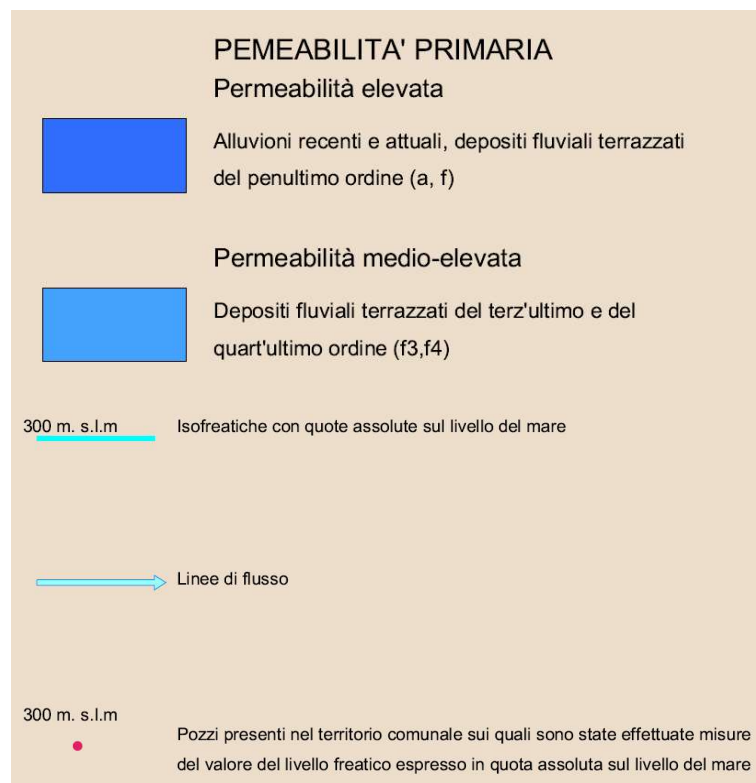 PEMEABILITA' PRIMARIA
Permeabilità elevata
Alluvioni recenti e attuali, depositi fluviali terrazzati
del penultimo ordine (a, f)
Permeabilità medio-elevata
Depositi fluviali terrazzati del terz'ultimo e del
quart'ultimo ordine (f3,f4)
300 m. s.l.m
Isofreatiche con quote assolute sul livello del mare
Linee di flusso
300 m. s.l.m
Pozzi presenti nel territorio comunale sui quali sono state effettuate misure
del valore del livello freatico espresso in quota assoluta sul livello del mare